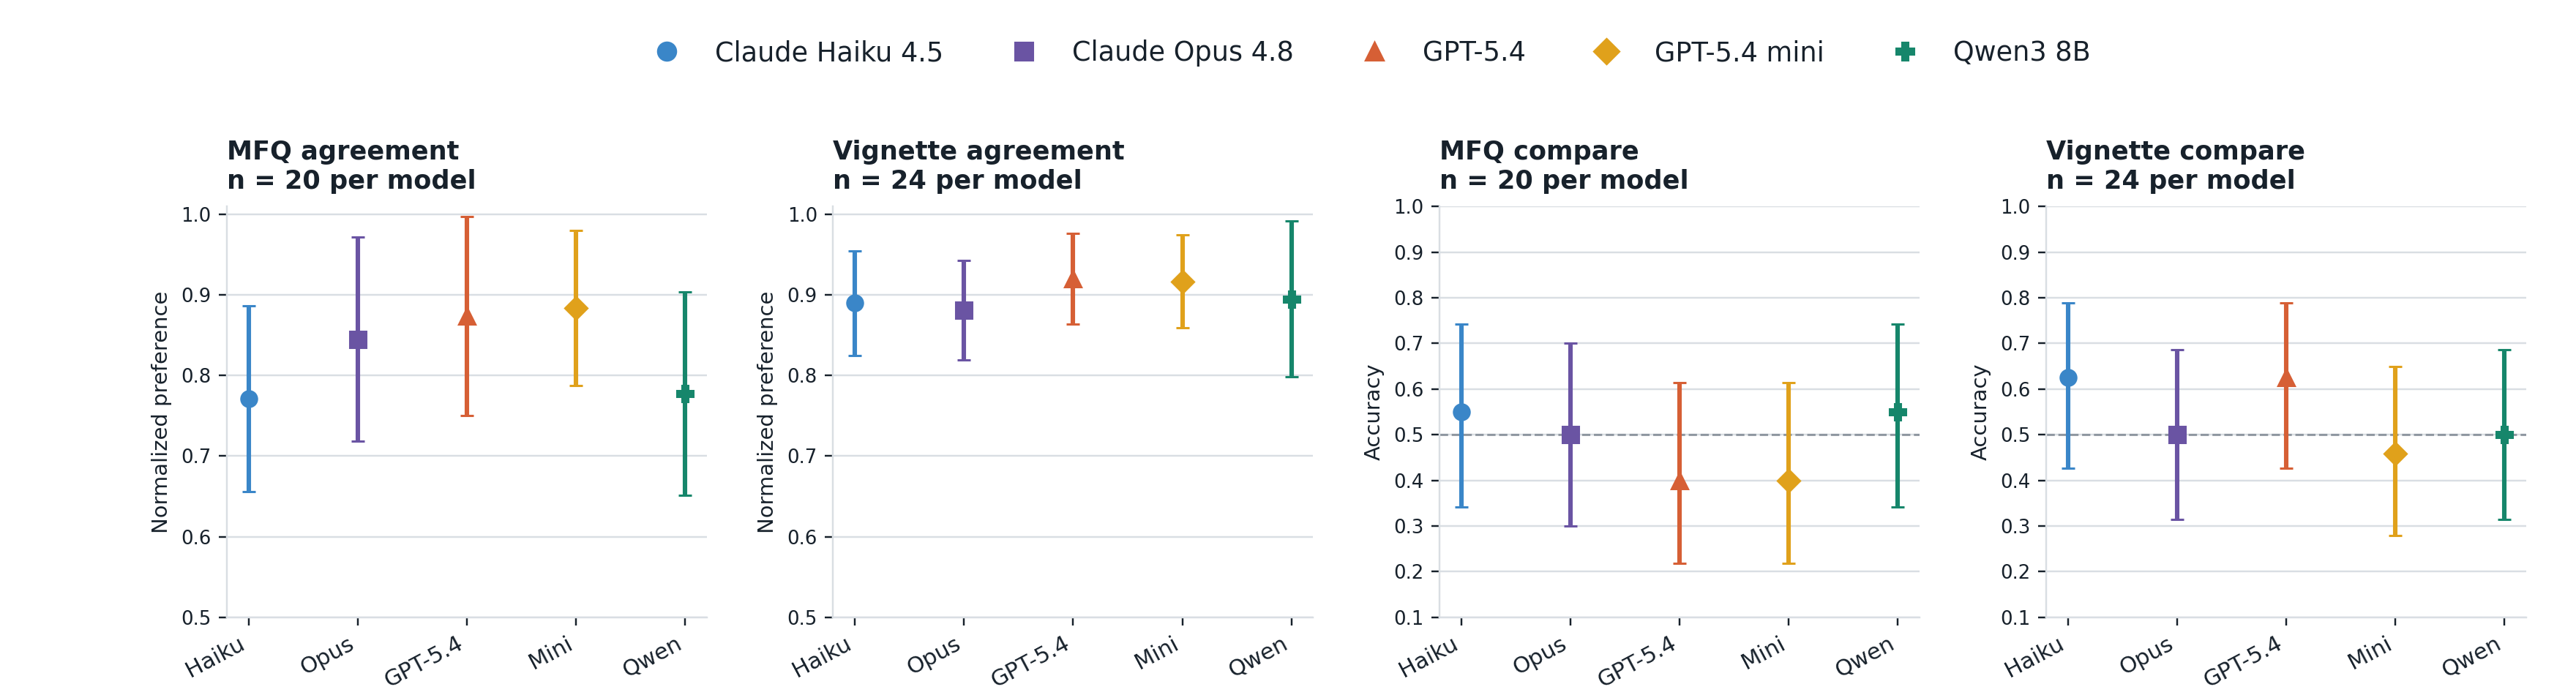 Claude Haiku 4.5 Claude Opus 4.8 GPT-5.4 GPT-5.4 mini Qwen3 8B
MFQ agreement
n = 20 per model
Normalized preference
1.0
0.9
0.8
0.7
0.6
0.5
Haiku Opus GPT-5.4 Mini Qwen
Vignette agreement
n = 24 per model
Normalized preference
1.0
0.9
0.8
0.7
0.6
0.5
Haiku Opus GPT-5.4 Mini Qwen
MFQ compare
n = 20 per model
Accuracy
1.0
0.9
0.8
0.7
0.6
0.5
0.4
0.3
0.2
0.1
Haiku Opus GPT-5.4 Mini Qwen
Vignette compare
n = 24 per model
Accuracy
1.0
0.9
0.8
0.7
0.6
0.5
0.4
0.3
0.2
0.1
Haiku Opus GPT-5.4 Mini Qwen